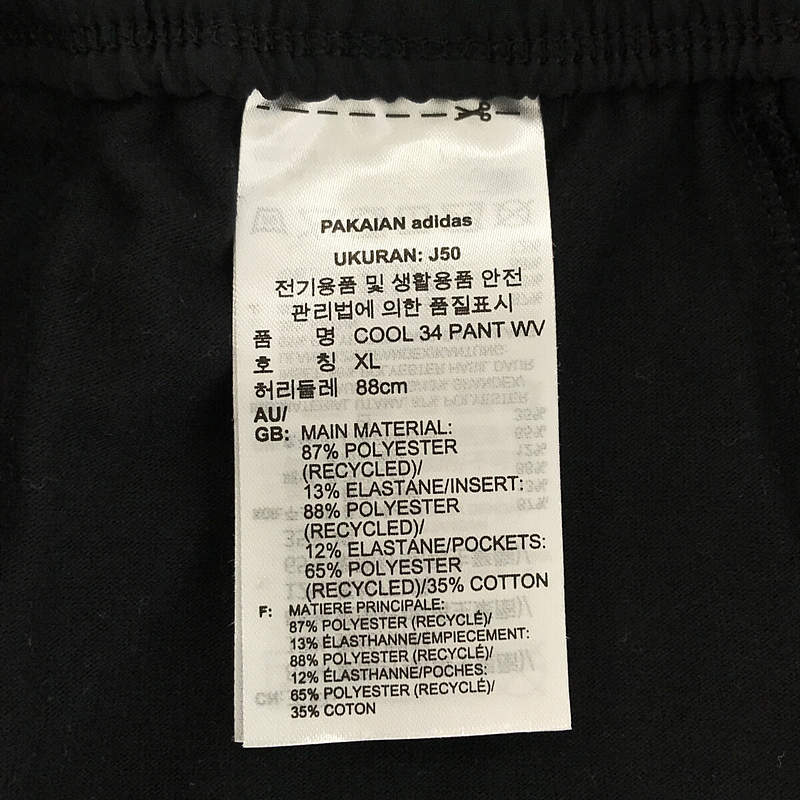 PAKAIAN adidas
UKURAN: J50
전기용품 및 생활용품 안전
관리법에 의한 품질표시
품 명 COOL 34 PANT WV
호 칭 XL
허리둘레 88cm
AU/
GB: MAIN MATERIAL:
87% POLYESTER
(RECYCLED)/
13% ELASTANE/INSERT:
88% POLYESTER
(RECYCLED)/
12% ELASTANE/POCKETS:
65% POLYESTER
(RECYCLED)/35% COTTON
F: MATIERE PRINCIPALE:
87% POLYESTER (RECYCLÉ)/
13% ÉLASTHANNE/EMPIECEMENT:
88% POLYESTER (RECYCLÉ)/
12% ÉLASTHANNE/POCHES:
65% POLYESTER (RECYCLÉ)/
35% COTON